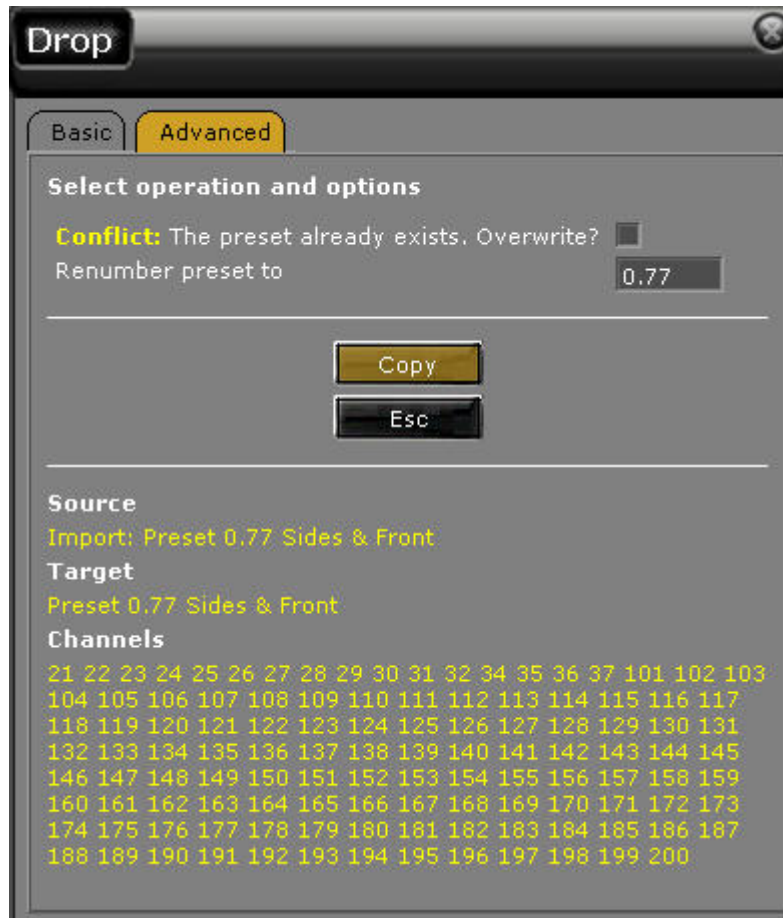 Drop
Basic Advanced
Select operation and options
Conflict: The preset already exists. Overwrite?
Renumber preset to 0.77
Copy
Esc
Source
Import: Preset 0.77 Sides & Front
Target
Preset 0.77 Sides & Front
Channels
21 22 23 24 25 26 27 28 29 30 31 32 34 35 36 37 101 102 103
104 105 106 107 108 109 110 111 112 113 114 115 116 117
118 119 120 121 122 123 124 125 126 127 128 129 130 131
132 133 134 135 136 137 138 139 140 141 142 143 144 145
146 147 148 149 150 151 152 153 154 155 156 157 158 159
160 161 162 163 164 165 166 167 168 169 170 171 172 173
174 175 176 177 178 179 180 181 182 183 184 185 186 187
188 189 190 191 192 193 194 195 196 197 198 199 200